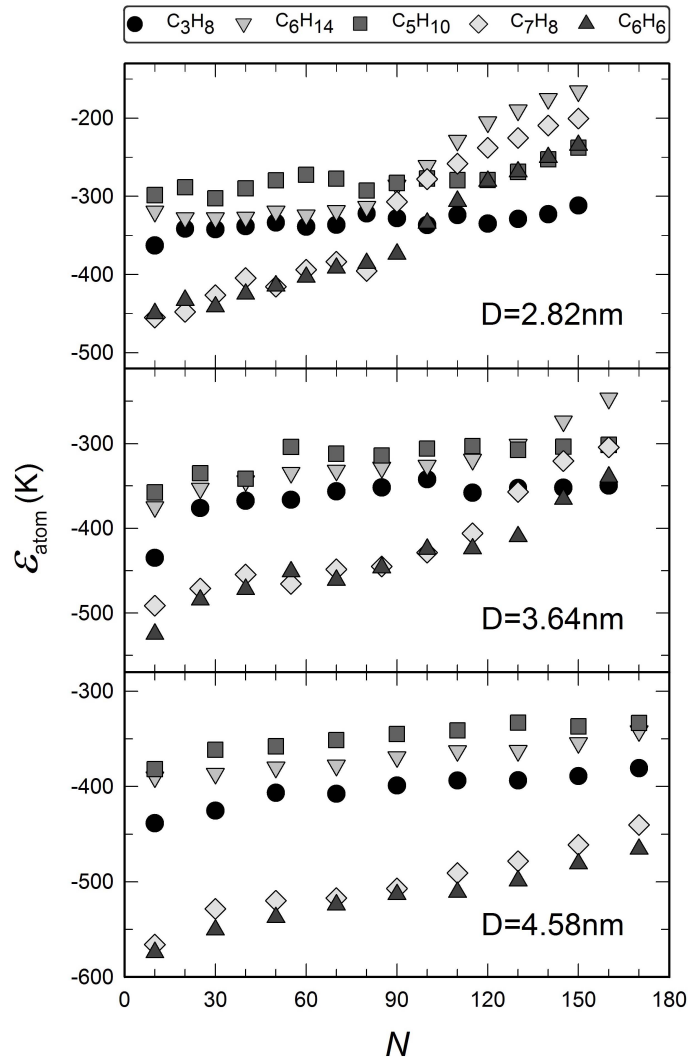 C₃H₈ C₆H₁₄ C₅H₁₀ C₇H₈ C₆H₆
-200
-300
-400
-500
D=2.82nm
-300
-400
-500
D=3.64nm
εatom (K)
-300
-400
-500
-600
D=4.58nm
0 30 60 90 120 150 180
N